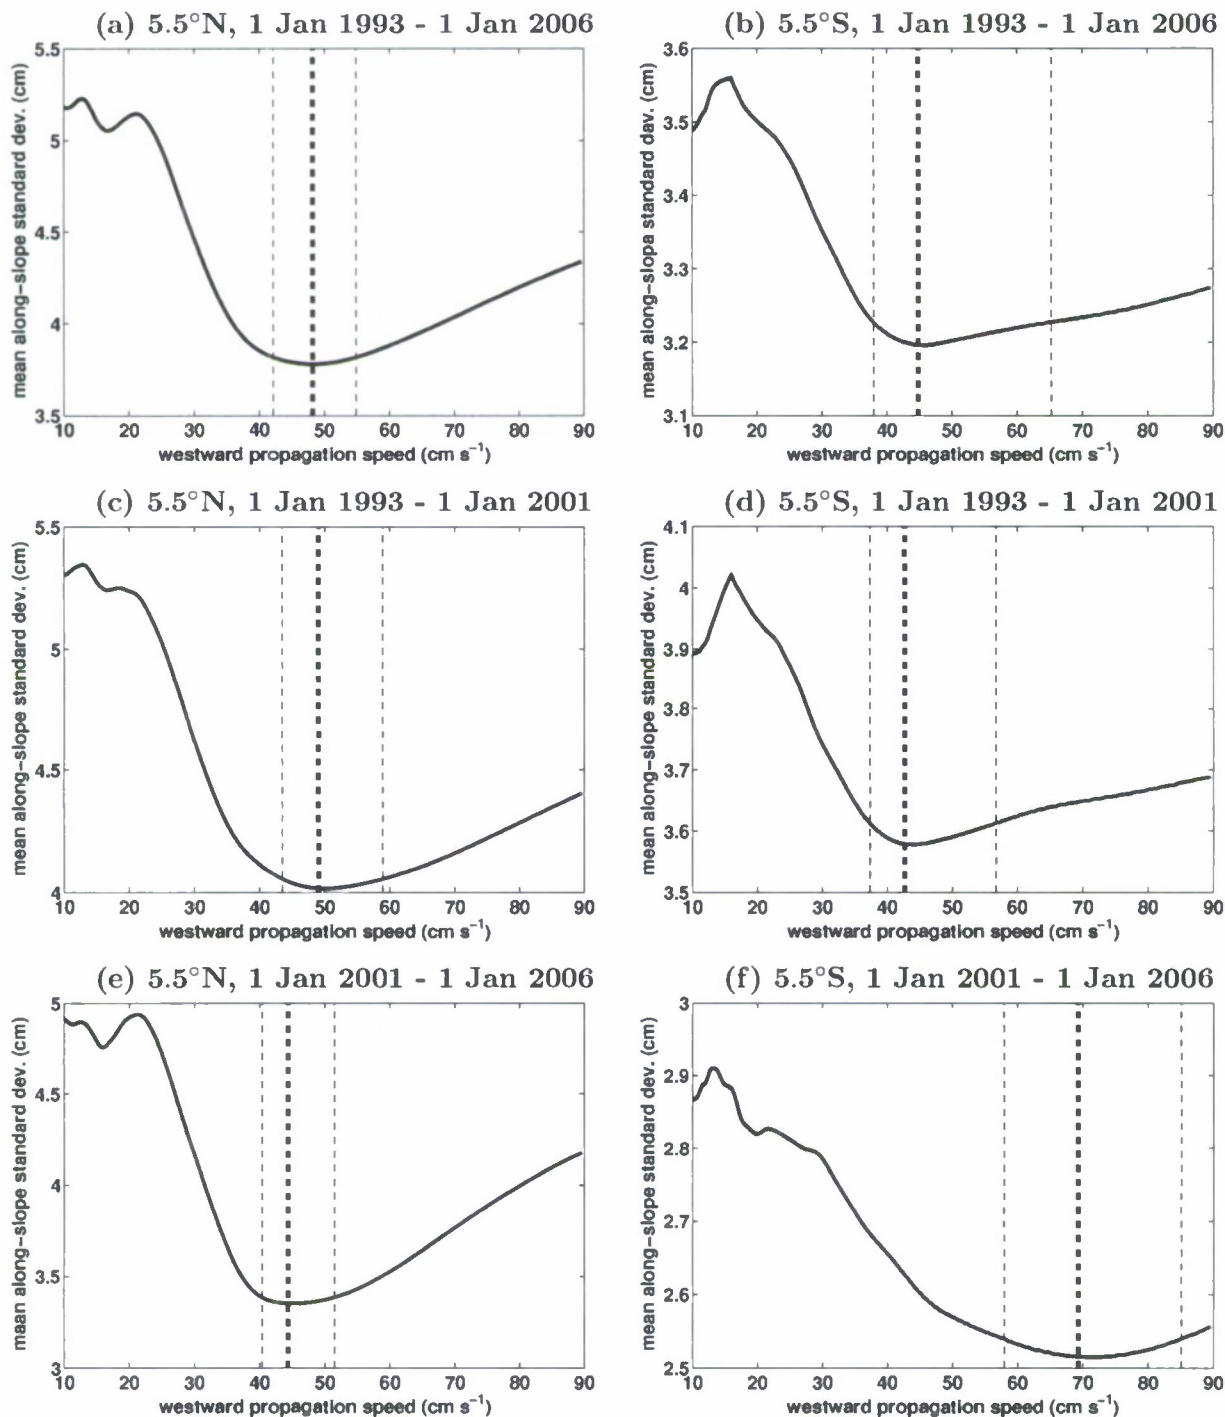 (a) 5.5°N, 1 Jan 1993 - 1 Jan 2006
5.5
5
4.5
4
3.5
mean along-slope standard dev. (cm)
10 20 30 40 50 60 70 80 90
westward propagation speed (cm s⁻¹)
(b) 5.5°S, 1 Jan 1993 - 1 Jan 2006
3.6
3.5
3.4
3.3
3.2
3.1
mean along-slopa standard dav. (cm)
10 20 30 40 50 60 70 80 90
westward propagation speed (cm s⁻¹)
(c) 5.5°N, 1 Jan 1993 - 1 Jan 2001
5.5
5
4.5
4
mean along-slope standard dev. (cm)
10 20 30 40 50 60 70 80 90
westward propagation speed (cm s⁻¹)
(d) 5.5°S, 1 Jan 1993 - 1 Jan 2001
4.1
4
3.9
3.8
3.7
3.6
3.5
mean along-slope standard dev. (cm)
10 20 30 40 50 60 70 80 90
westward propagation speed (cm s⁻¹)
(e) 5.5°N, 1 Jan 2001 - 1 Jan 2006
5
4.5
4
3.5
3
maan along-slope standard dev. (cm)
10 20 30 40 50 60 70 80 90
westward propagation speed (cm s⁻¹)
(f) 5.5°S, 1 Jan 2001 - 1 Jan 2006
3
2.9
2.8
2.7
2.6
2.5
mean along-slope standard dev. (cm)
10 20 30 40 50 60 70 80 90
westward propagation speed (cm s⁻¹)